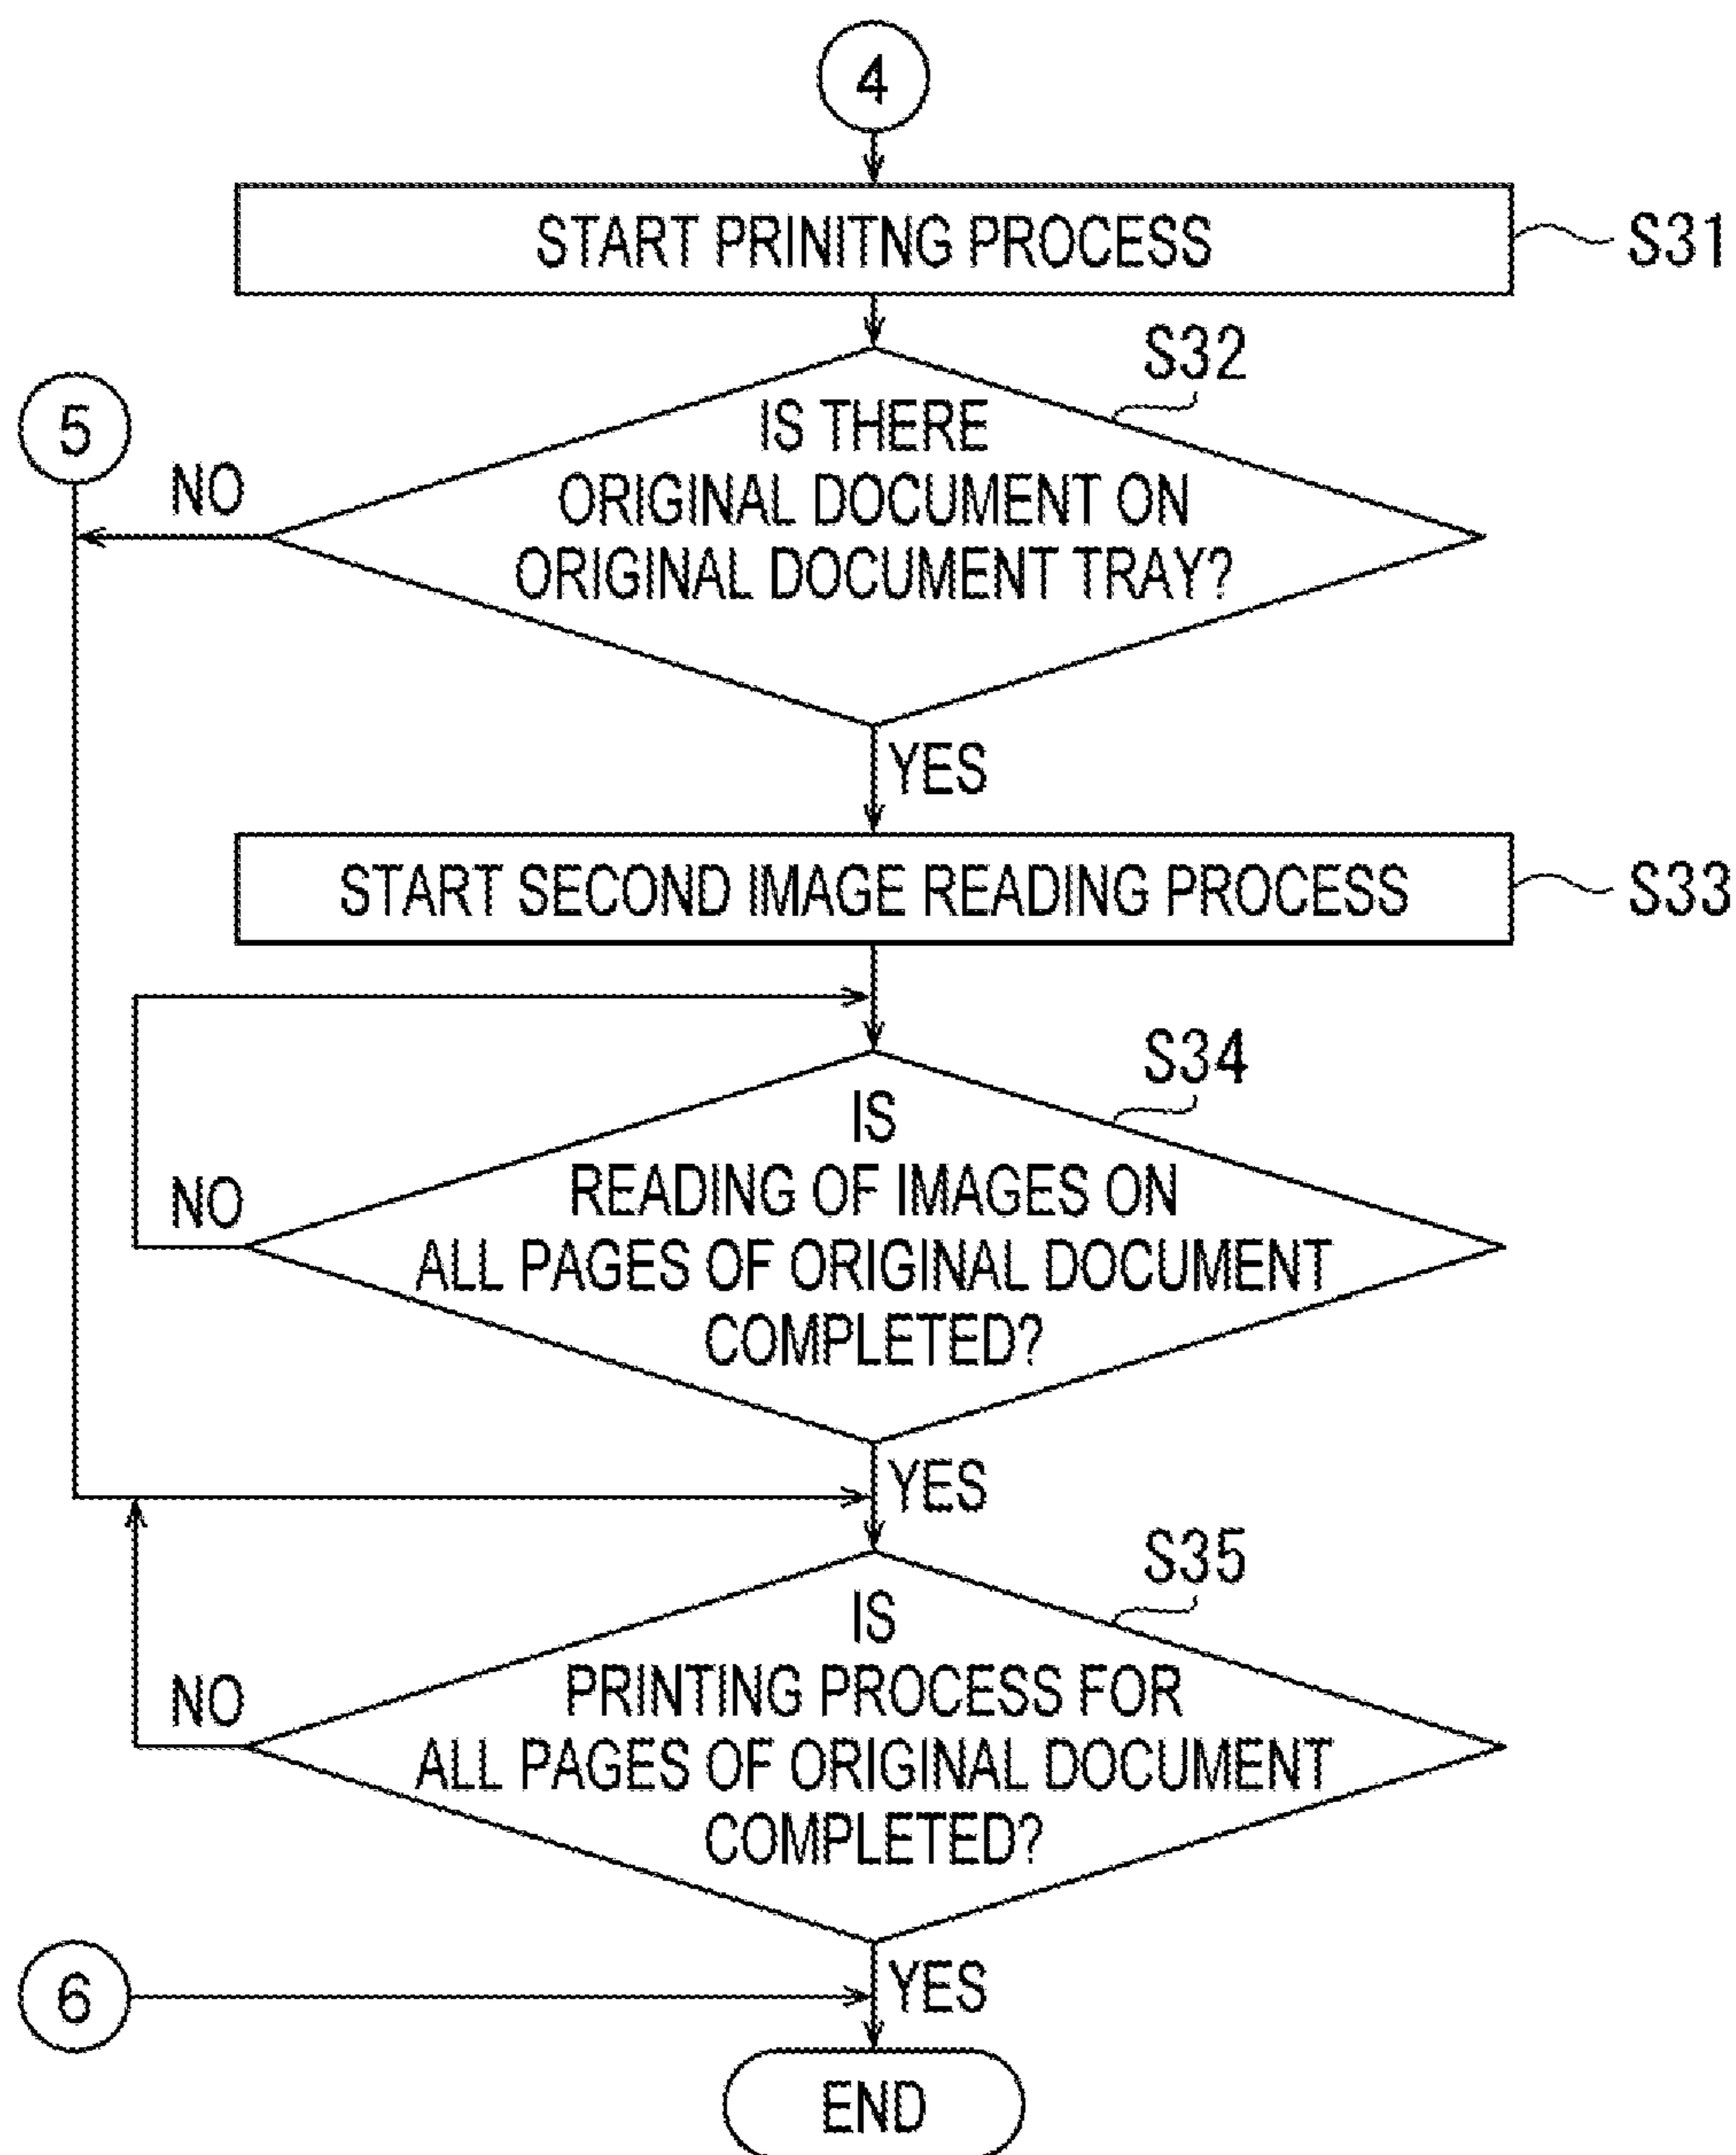 4
START PRINITNG PROCESS
S31
S32
5
NO
IS THERE
ORIGINAL DOCUMENT ON
ORIGINAL DOCUMENT TRAY?
YES
START SECOND IMAGE READING PROCESS
S33
S34
IS
READING OF IMAGES ON
ALL PAGES OF ORIGINAL DOCUMENT
COMPLETED?
NO
YES
S35
IS
PRINTING PROCESS FOR
ALL PAGES OF ORIGINAL DOCUMENT
COMPLETED?
NO
YES
6
END